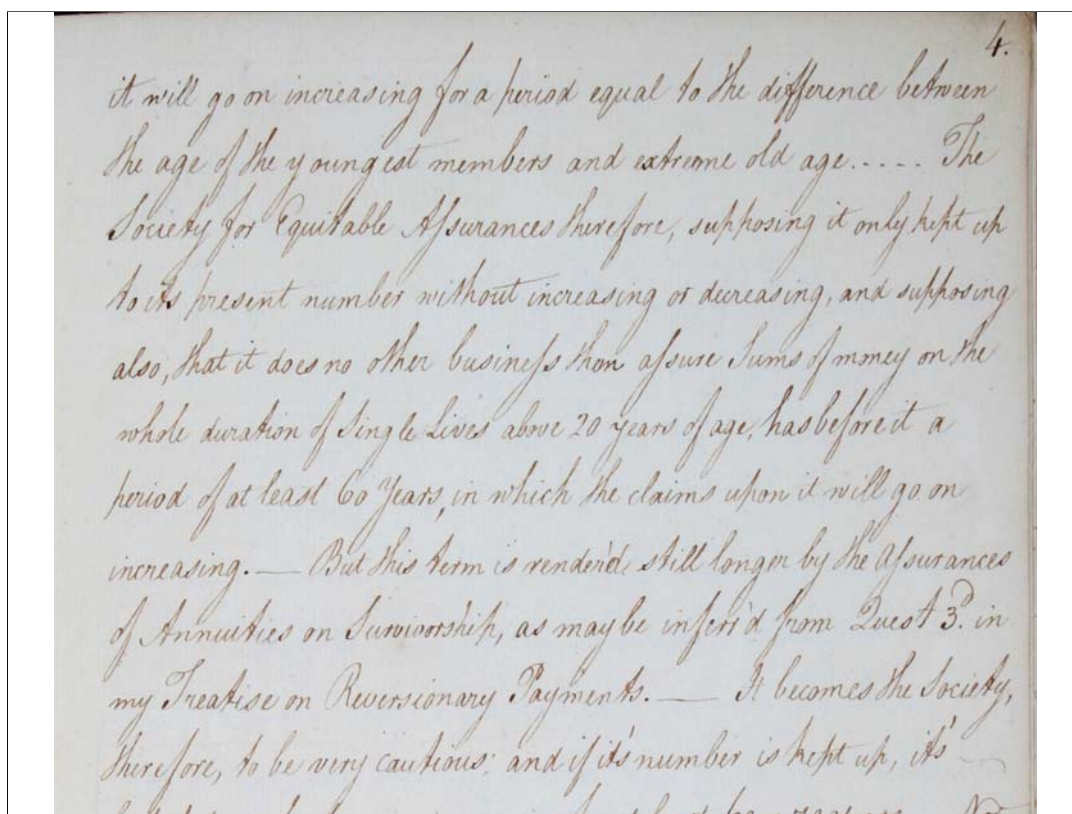 4.
it will go on increasing for a period equal to the difference between
the age of the youngest members and extreme old age..... The
Society for Equitable Aſsurances therefore, supposing it only kept up
to its present number without increasing or decreasing, and supposing
also, that it does no other busineſs than aſsure Sums of money on the
whole duration of Single Lives above 20 years of age, has before it a
period of at least 60 Years, in which the claims upon it will go on
increasing. — But this term is render'd still longer by the Aſsurances
of Annuities on Survivorship, as may be inferr'd from Quest 3.d in
my Treatise on Reversionary Payments. — It becomes the Society,
therefore, to be very cautious; and if it's number is kept up, it's